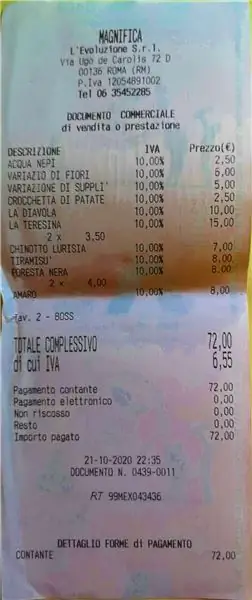 MAGNIFICA
L'Evoluzione S.r.l.
Via Ugo de Carolis 72 D
00136 ROMA (RM)
P.Iva 12054891002
Tel 06 35452285
DOCUMENTO COMMERCIALE
di vendita o prestazione
DESCRIZIONE IVA Prezzo(€)
ACQUA NEPI 10,00% 2,50
VARIAZIO DI FIORI 10,00% 6,00
VARIAZIONE DI SUPPLI' 10,00% 5,00
CROCCHETTA DI PATATE 10,00% 2,50
LA DIAVOLA 10,00% 10,00
LA TERESINA 10,00% 15,00
2 x 3,50
CHINOTTO LURISIA 10,00% 7,00
TIRAMISU' 10,00% 8,00
FORESTA NERA 10,00% 8,00
2 x 4,00
AMARO 10,00% 8,00
Tav. 2 - BOSS
TOTALE COMPLESSIVO 72,00
di cui IVA 6,55
Pagamento contante 72,00
Pagamento elettronico 0,00
Non riscosso 0,00
Resto 0,00
Importo pagato 72,00
21-10-2020 22:35
DOCUMENTO N. 0439-0011
RT 99MEX043436
DETTAGLIO FORME di PAGAMENTO
CONTANTE 72,00